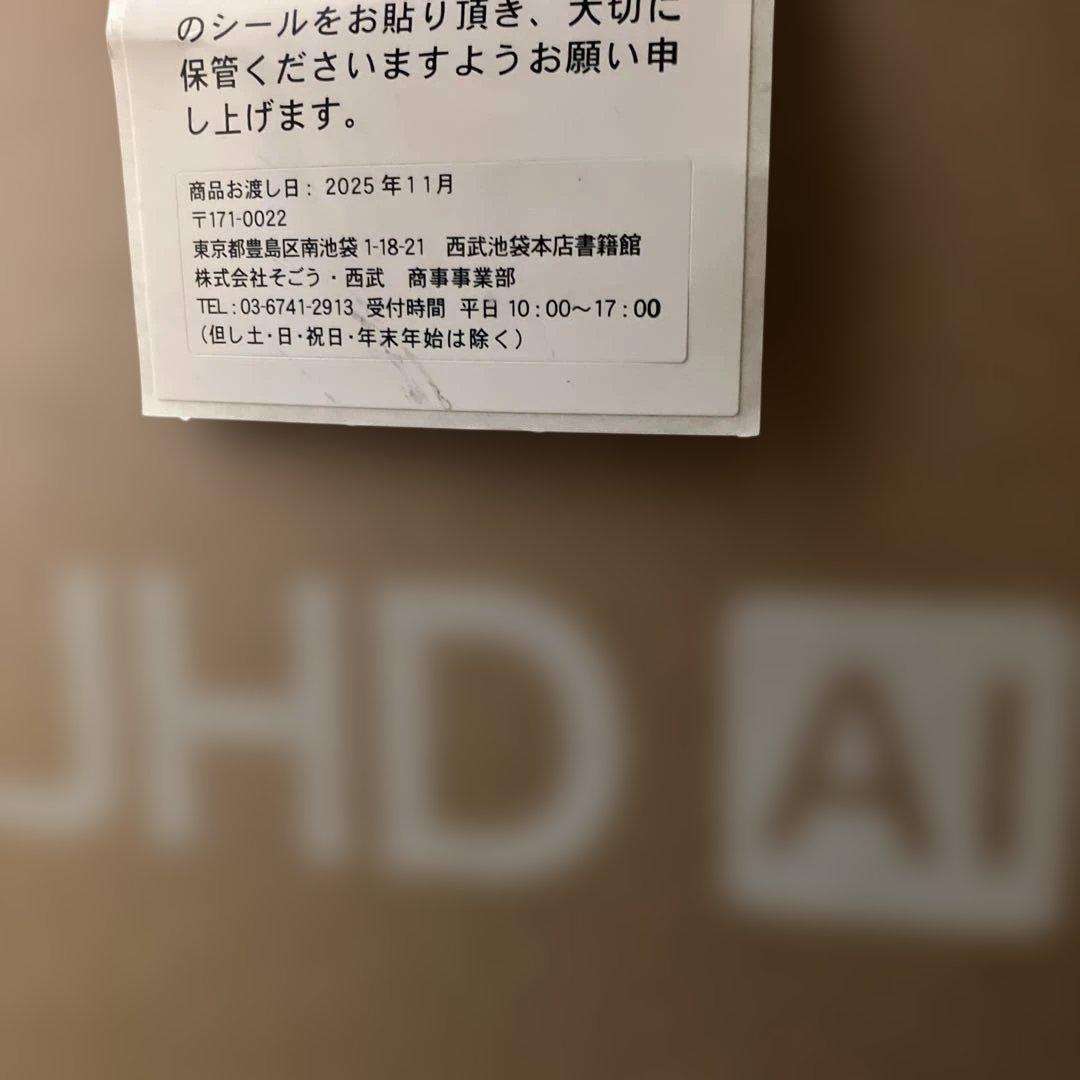 のシールをお貼り頂き、大切に
保管くださいますようお願い申
し上げます。
商品お渡し日： 2025 年11月
〒171-0022
東京都豊島区南池袋 1-18-21　西武池袋本店書籍館
株式会社そごう・西武　商事事業部
TEL : 03-6741-2913 受付時間 平日 10 : 00～17 : 00
（但し土・日・祝日・年末年始は除く）
UHD AI